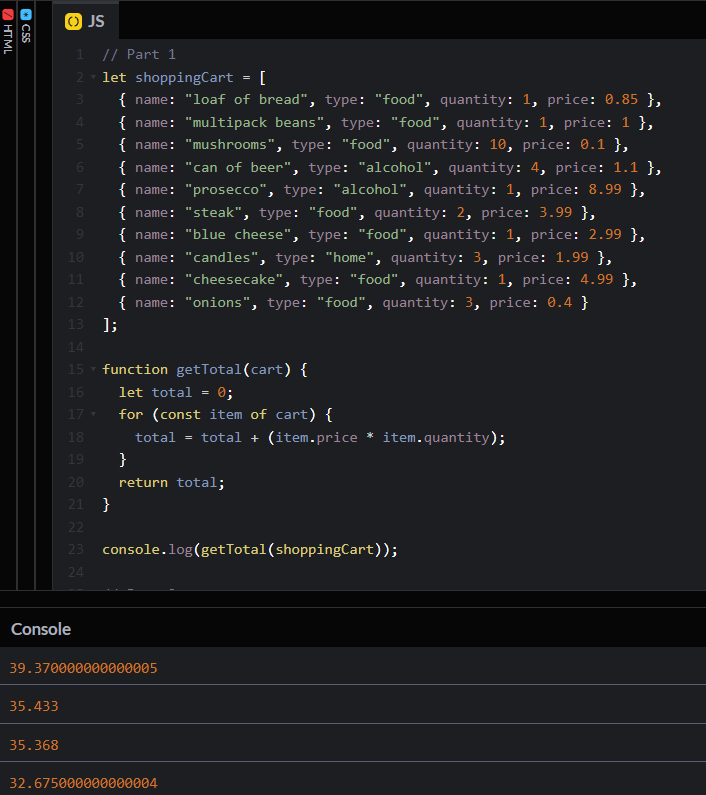 HTML
CSS
JS
1 // Part 1
2 let shoppingCart = [
3 { name: "loaf of bread", type: "food", quantity: 1, price: 0.85 },
4 { name: "multipack beans", type: "food", quantity: 1, price: 1 },
5 { name: "mushrooms", type: "food", quantity: 10, price: 0.1 },
6 { name: "can of beer", type: "alcohol", quantity: 4, price: 1.1 },
7 { name: "prosecco", type: "alcohol", quantity: 1, price: 8.99 },
8 { name: "steak", type: "food", quantity: 2, price: 3.99 },
9 { name: "blue cheese", type: "food", quantity: 1, price: 2.99 },
10 { name: "candles", type: "home", quantity: 3, price: 1.99 },
11 { name: "cheesecake", type: "food", quantity: 1, price: 4.99 },
12 { name: "onions", type: "food", quantity: 3, price: 0.4 }
13 ];
14
15 function getTotal(cart) {
16 let total = 0;
17 for (const item of cart) {
18 total = total + (item.price * item.quantity);
19 }
20 return total;
21 }
22
23 console.log(getTotal(shoppingCart));
24
Console
39.370000000000005
35.433
35.368
32.675000000000004